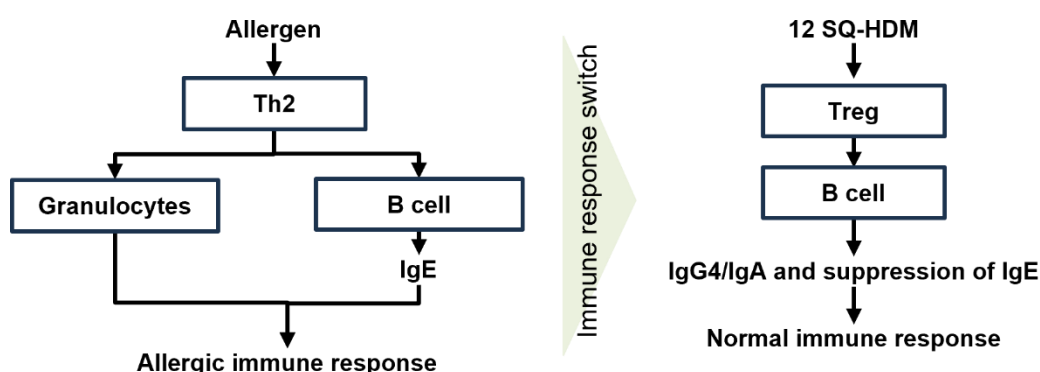 Allergen
Th2
Granulocytes
B cell
IgE
Allergic immune response
Immune response switch
12 SQ-HDM
Treg
B cell
IgG4/IgA and suppression of IgE
Normal immune response